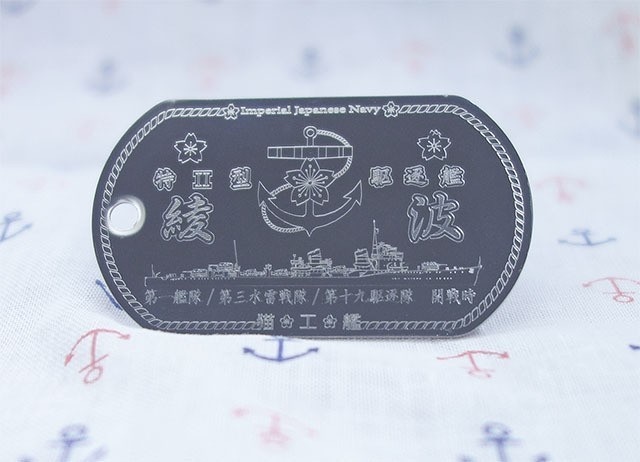 Imperial Japanese Navy
特II型 駆逐艦
綾波
第一艦隊/第三水雷戦隊/第十九駆逐隊 開戦時
猫工艦